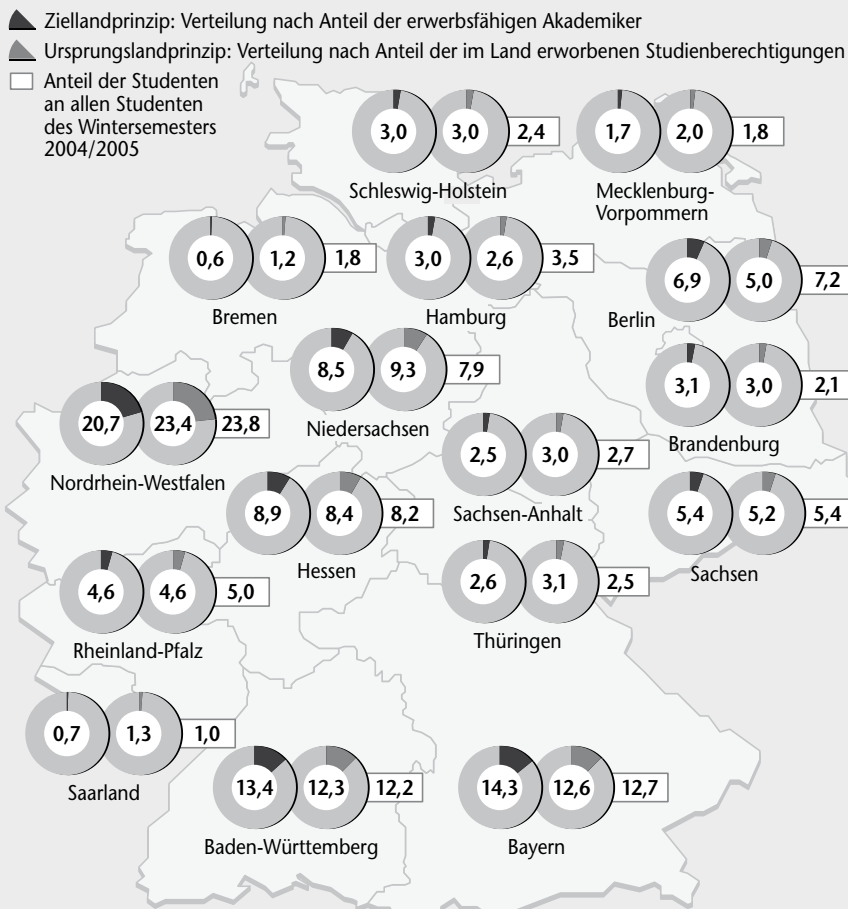 Ziellandprinzip: Verteilung nach Anteil der erwerbsfähigen Akademiker
Ursprungslandprinzip: Verteilung nach Anteil der im Land erworbenen Studienberechtigungen
Anteil der Studenten
an allen Studenten
des Wintersemesters
2004/2005
3,0 3,0 2,4
Schleswig-Holstein
1,7 2,0 1,8
Mecklenburg-
Vorpommern
0,6 1,2 1,8
Bremen
3,0 2,6 3,5
Hamburg
6,9 5,0 7,2
Berlin
8,5 9,3 7,9
Niedersachsen
3,1 3,0 2,1
Brandenburg
20,7 23,4 23,8
Nordrhein-Westfalen
2,5 3,0 2,7
Sachsen-Anhalt
8,9 8,4 8,2
Hessen
5,4 5,2 5,4
Sachsen
4,6 4,6 5,0
Rheinland-Pfalz
2,6 3,1 2,5
Thüringen
0,7 1,3 1,0
Saarland
13,4 12,3 12,2
Baden-Württemberg
14,3 12,6 12,7
Bayern